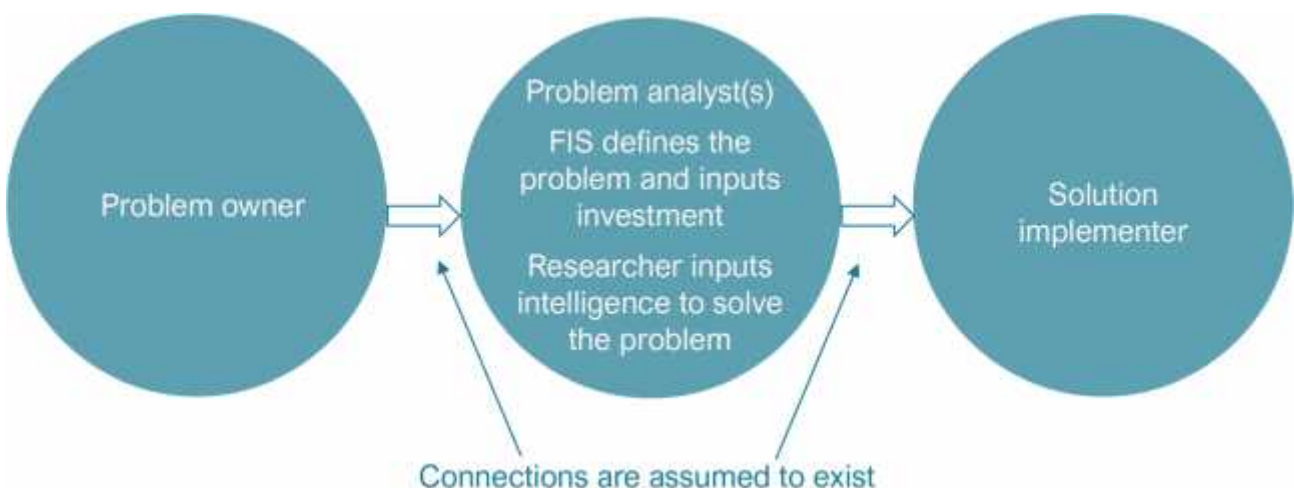 Problem owner
Problem analyst(s)
FIS defines the
problem and inputs
investment
Researcher inputs
intelligence to solve
the problem
Solution
implementer
Connections are assumed to exist